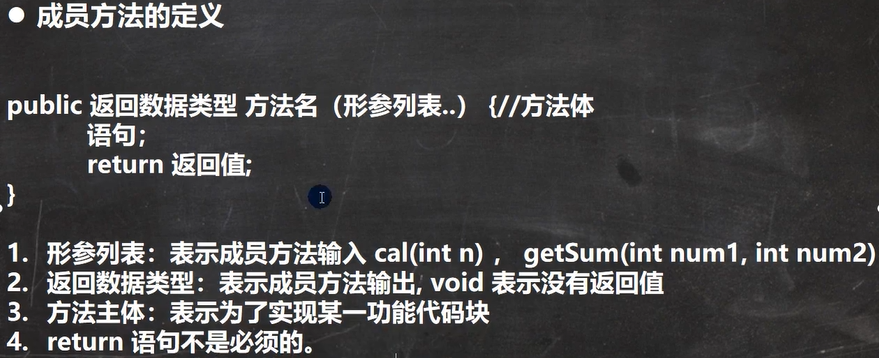 ● 成员方法的定义
public 返回数据类型 方法名（形参列表..） {//方法体
语句；
return 返回值;
}
1. 形参列表：表示成员方法输入 cal(int n) ， getSum(int num1, int num2)
2. 返回数据类型：表示成员方法输出, void 表示没有返回值
3. 方法主体：表示为了实现某一功能代码块
4. return 语句不是必须的。